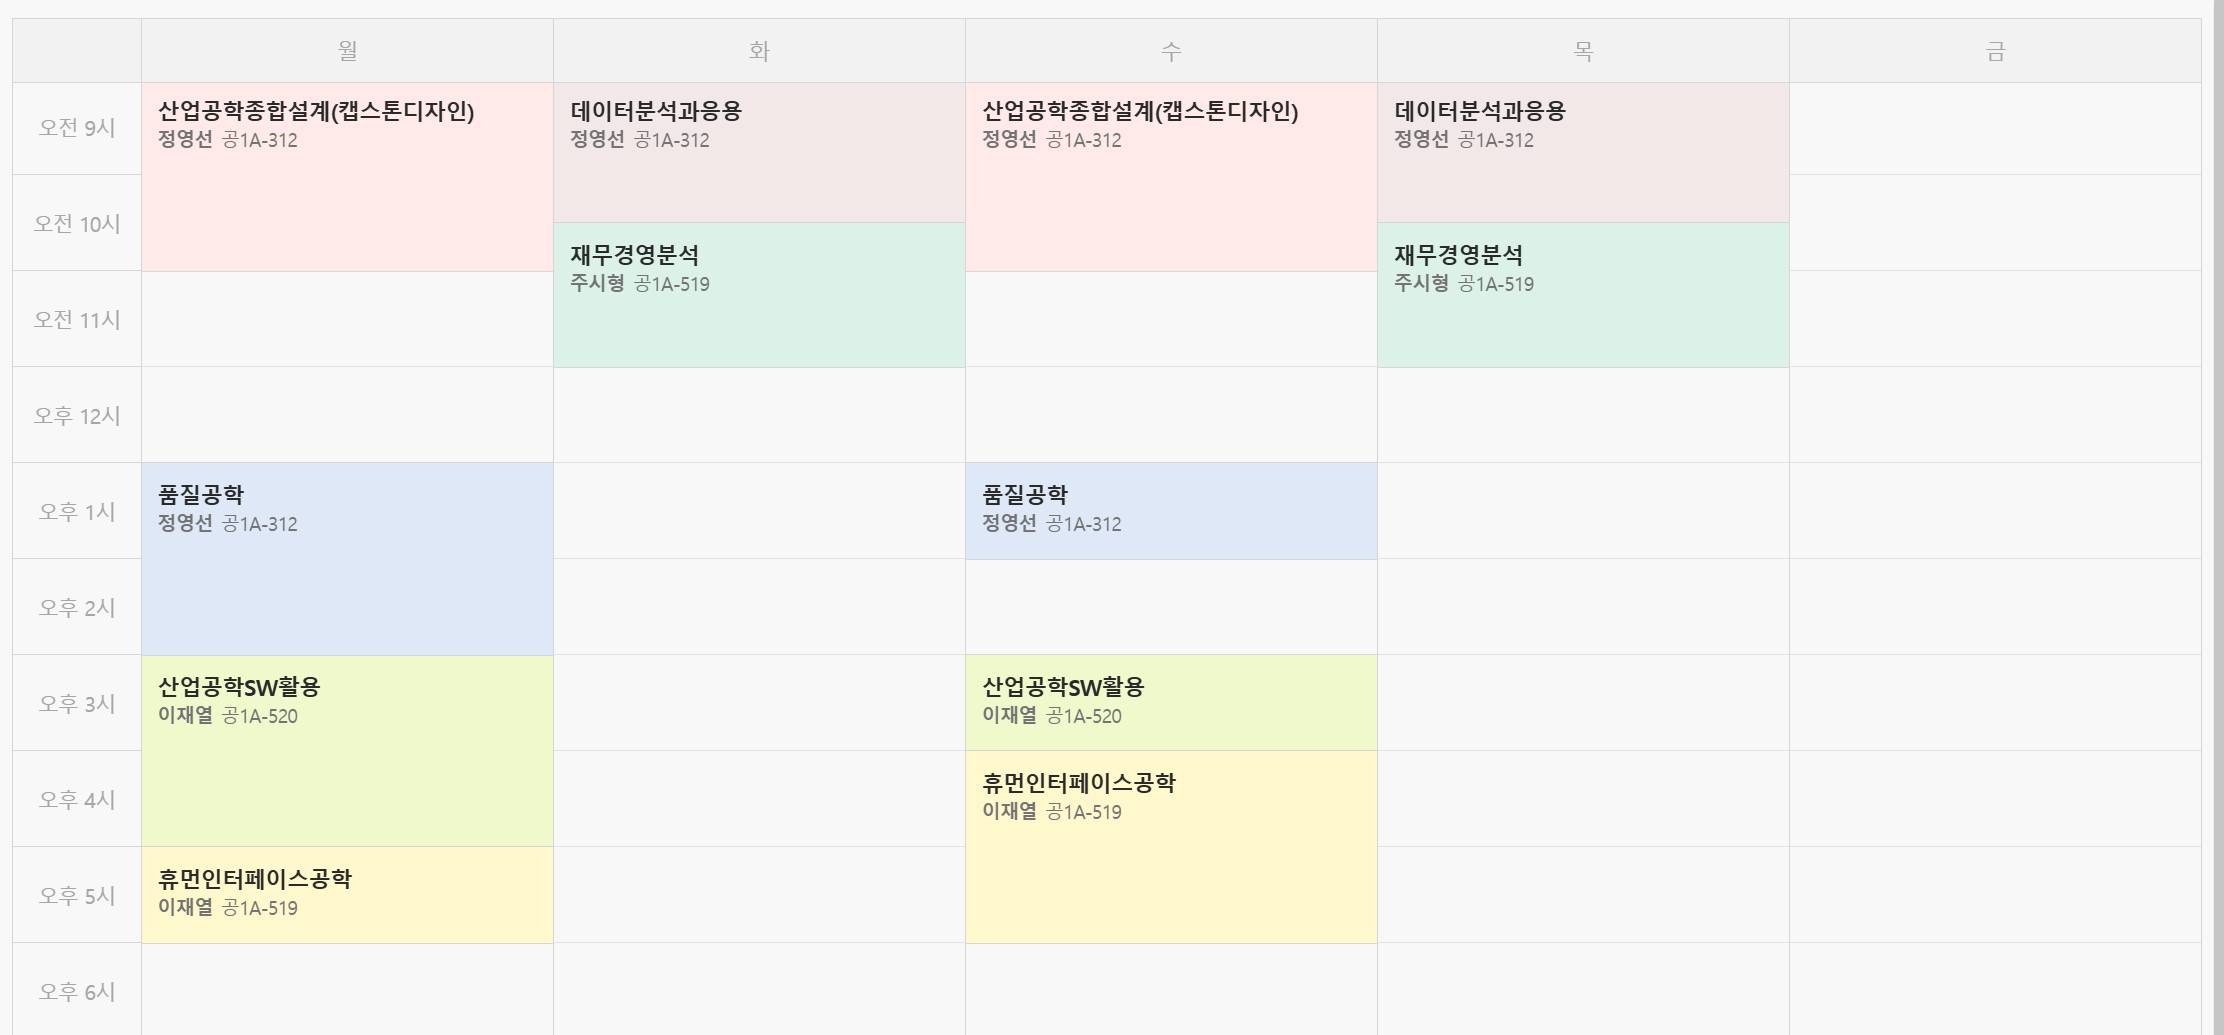 월
화
수
목
금
오전 9시
산업공학종합설계(캡스톤디자인)
정영선 공1A-312
데이터분석과응용
정영선 공1A-312
산업공학종합설계(캡스톤디자인)
정영선 공1A-312
데이터분석과응용
정영선 공1A-312
오전 10시
재무경영분석
주시형 공1A-519
재무경영분석
주시형 공1A-519
오전 11시
오후 12시
오후 1시
품질공학
정영선 공1A-312
품질공학
정영선 공1A-312
오후 2시
오후 3시
산업공학SW활용
이재열 공1A-520
산업공학SW활용
이재열 공1A-520
오후 4시
휴먼인터페이스공학
이재열 공1A-519
오후 5시
휴먼인터페이스공학
이재열 공1A-519
오후 6시